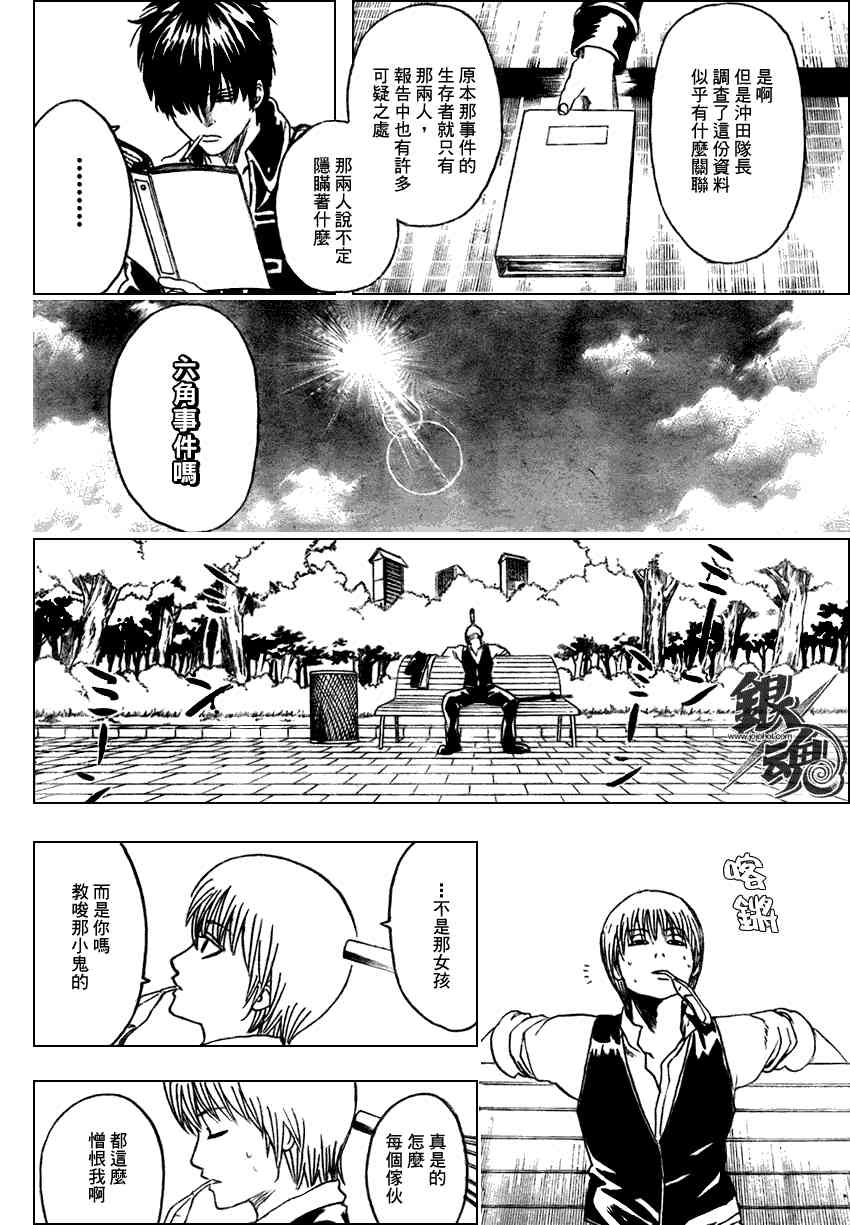 是啊
但是沖田隊長
調查了這份資料
似乎有什麼關聯
原本那事件的
生存者就只有
那兩人，
報告中也有許多
可疑之處
那兩人說不定
隱瞞著什麼
………
六角事件嗎
銀魂
www.jojohot.com
喀鏘
…不是那女孩
而是你嗎
教唆那小鬼的
真是的
怎麼
每個傢伙
都這麼
憎恨我啊